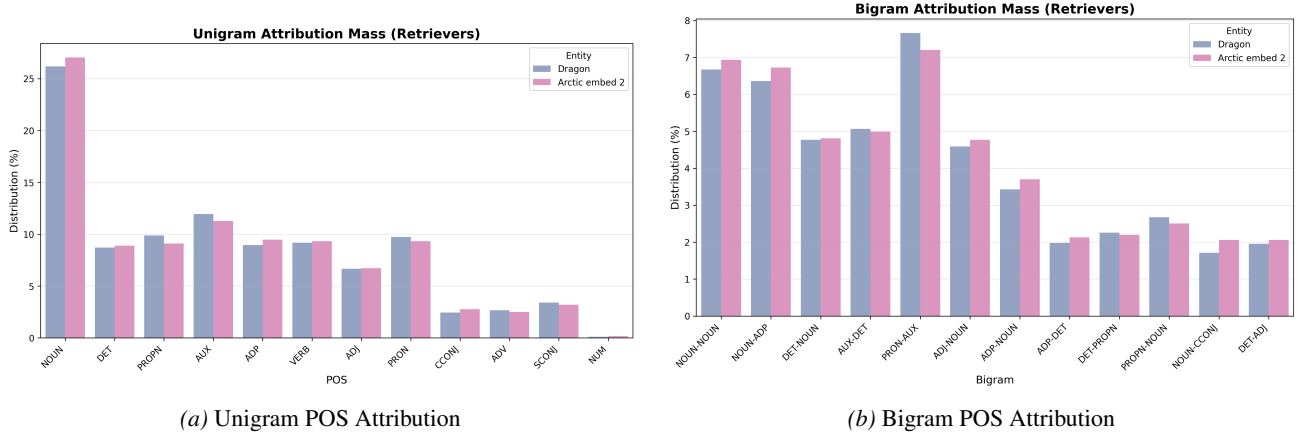 Unigram Attribution Mass (Retrievers)
Entity
Dragon
Arctic embed 2
Distribution (%)
25
20
15
10
5
0
NOUN
DET
PROPN
AUX
ADP
VERB
ADJ
PRON
CCONJ
ADV
SCONJ
NUM
POS
(a) Unigram POS Attribution
Bigram Attribution Mass (Retrievers)
Entity
Dragon
Arctic embed 2
Distribution (%)
8
7
6
5
4
3
2
1
0
NOUN-NOUN
NOUN-ADP
DET-NOUN
AUX-DET
PRON-AUX
ADJ-NOUN
ADP-NOUN
ADP-DET
DET-PROPN
PROPN-NOUN
NOUN-CCONJ
DET-ADJ
Bigram
(b) Bigram POS Attribution